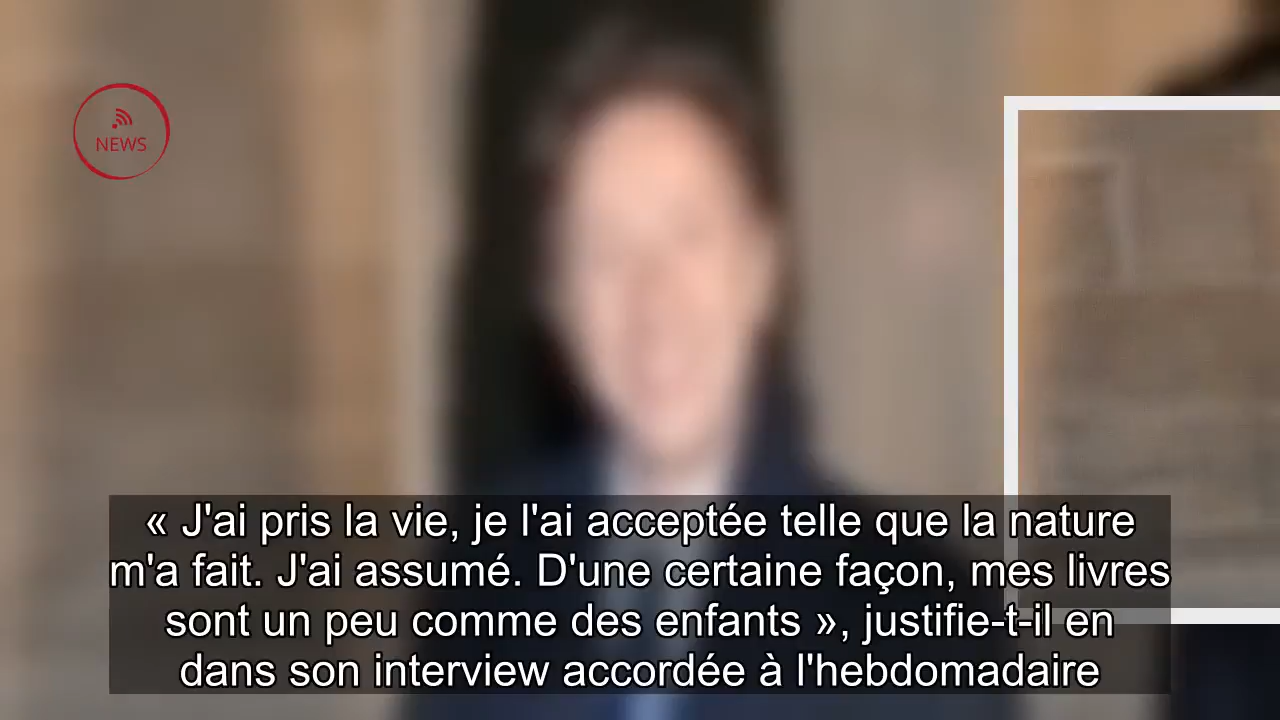 NEWS
« J'ai pris la vie, je l'ai acceptée telle que la nature
m'a fait. J'ai assumé. D'une certaine façon, mes livres
sont un peu comme des enfants », justifie-t-il en
dans son interview accordée à l'hebdomadaire